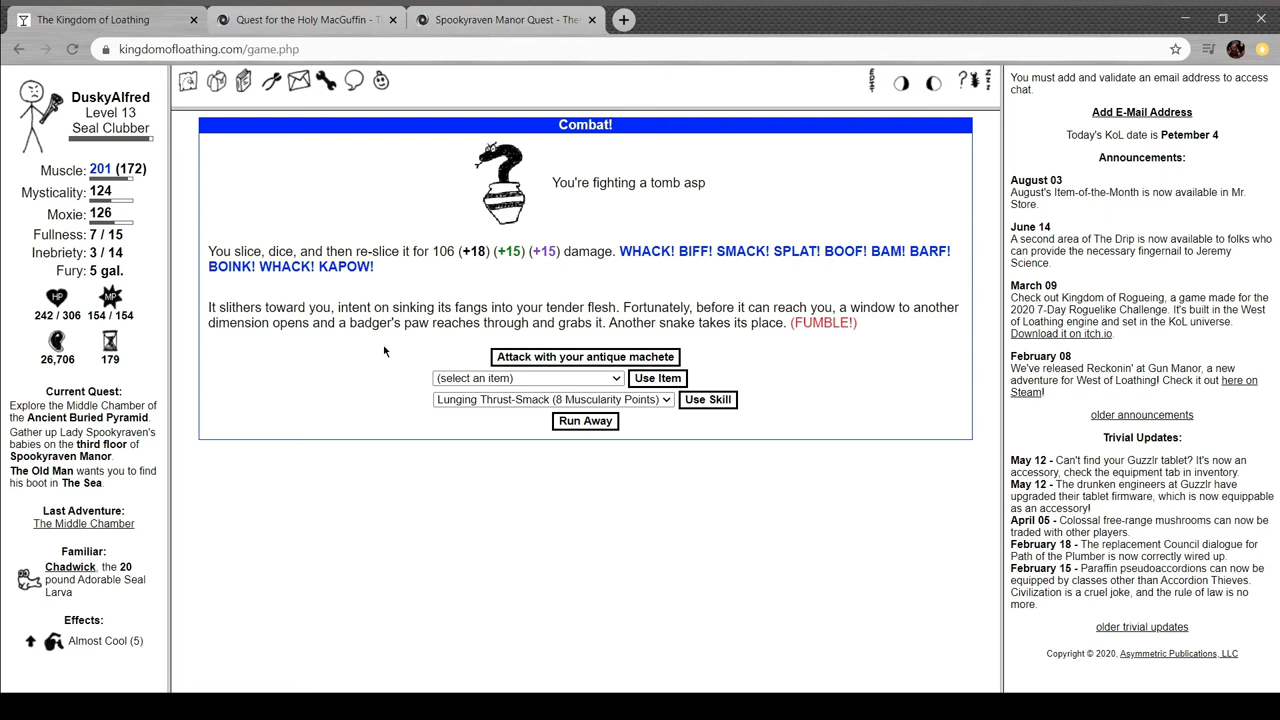 The Kingdom of Loathing
Quest for the Holy MacGuffin - T
Spookyraven Manor Quest - The
kingdomofloathing.com/game.php
DuskyAlfred
Level 13
Seal Clubber
Muscle: 201 (172)
Mysticality: 124
Moxie: 126
Fullness: 7 / 15
Inebriety: 3 / 14
Fury: 5 gal.
HP MP
242 / 306 154 / 154
26,706 179
Current Quest:
Explore the Middle Chamber of
the Ancient Buried Pyramid.
Gather up Lady Spookyraven's
babies on the third floor of
Spookyraven Manor.
The Old Man wants you to find
his boot in The Sea.
Last Adventure:
The Middle Chamber
Familiar:
Chadwick, the 20
pound Adorable Seal
Larva
Effects:
Almost Cool (5)
Combat!
You're fighting a tomb asp
You slice, dice, and then re-slice it for 106 (+18) (+15) (+15) damage. WHACK! BIFF! SMACK! SPLAT! BOOF! BAM! BARF!
BOINK! WHACK! KAPOW!
It slithers toward you, intent on sinking its fangs into your tender flesh. Fortunately, before it can reach you, a window to another
dimension opens and a badger's paw reaches through and grabs it. Another snake takes its place. (FUMBLE!)
Attack with your antique machete
(select an item) Use Item
Lunging Thrust-Smack (8 Muscularity Points) Use Skill
Run Away
You must add and validate an email address to access
chat.
Add E-Mail Address
Today's KoL date is Petember 4
Announcements:
August 03
August's Item-of-the-Month is now available in Mr.
Store.
June 14
A second area of The Drip is now available to folks who
can provide the necessary fingernail to Jeremy
Science.
March 09
Check out Kingdom of Rogueing, a game made for the
2020 7-Day Roguelike Challenge. It's built in the West
of Loathing engine and set in the KoL universe.
Download it on itch.io.
February 08
We've released Reckonin' at Gun Manor, a new
adventure for West of Loathing! Check it out here on
Steam!
older announcements
Trivial Updates:
May 12 - Can't find your Guzzlr tablet? It's now an
accessory, check the equipment tab in inventory.
May 12 - The drunken engineers at Guzzlr have
upgraded their tablet firmware, which is now equippable
as an accessory!
April 05 - Colossal free-range mushrooms can now be
traded with other players.
February 18 - The replacement Council dialogue for
Path of the Plumber is now correctly wired up.
February 15 - Paraffin pseudoaccordions can now be
equipped by classes other than Accordion Thieves.
Civilization is a cruel joke, and the rule of law is no
more.
older trivial updates
Copyright © 2020, Asymmetric Publications, LLC